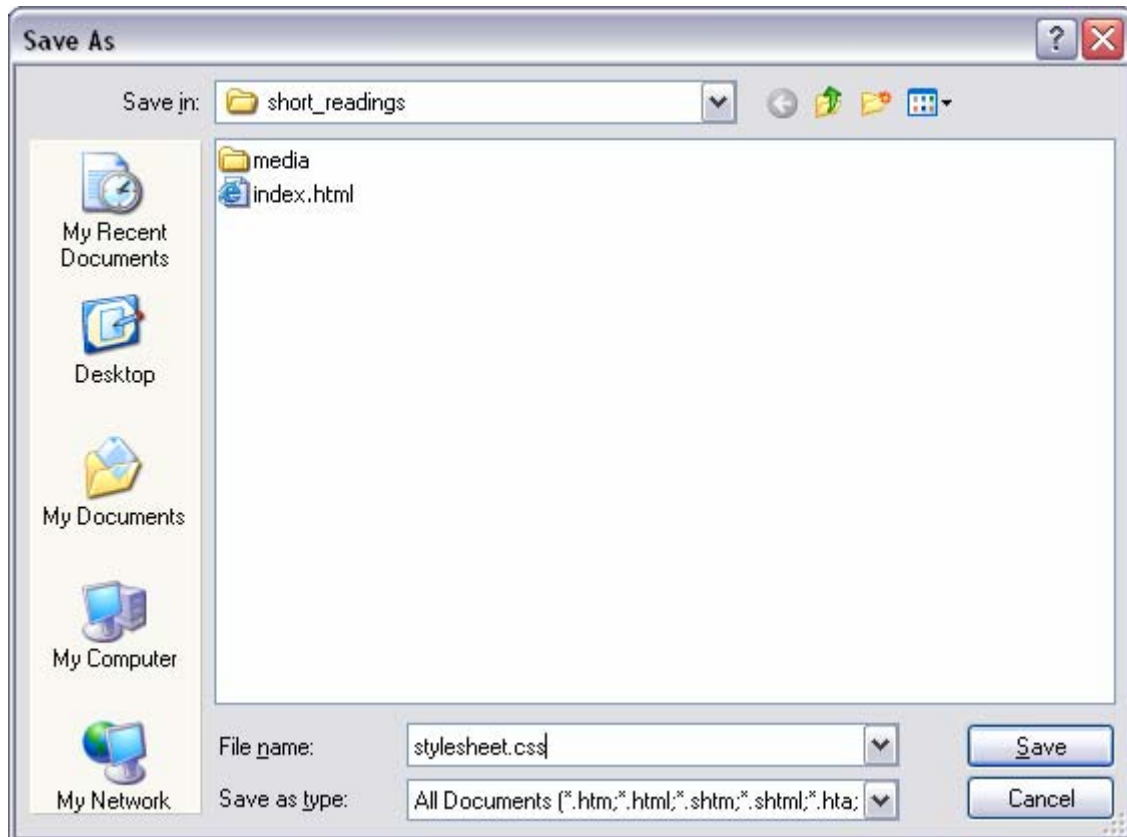 Save As
Save in: short_readings
media
index.html
My Recent
Documents
Desktop
My Documents
My Computer
My Network
File name: stylesheet.css Save
Save as type: All Documents (*.htm;*.html;*.shtm;*.shtml;*.hta; Cancel